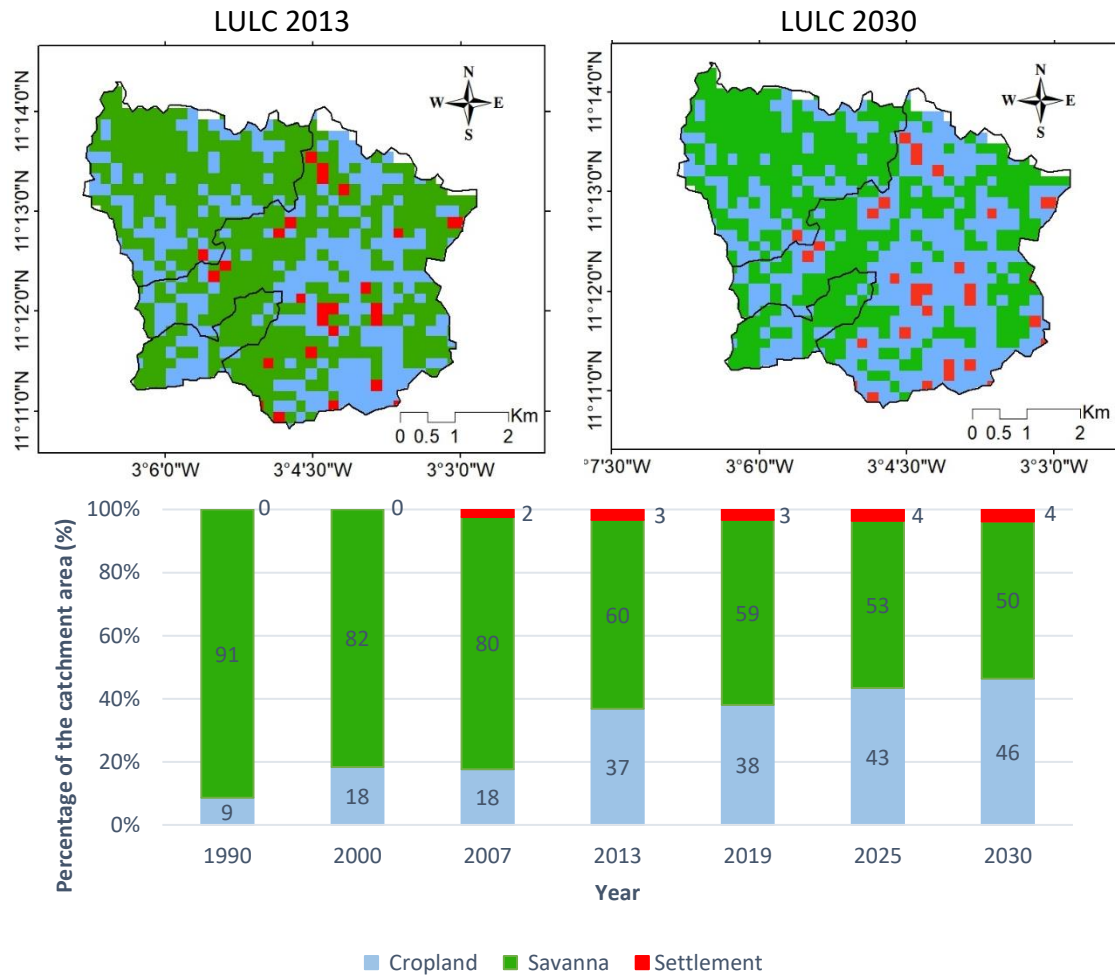 LULC 2013
LULC 2030
11°14'0"N
11°13'0"N
11°12'0"N
11°11'0"N
N
W E
S
Km
0 0.5 1 2
3°6'0"W 3°4'30"W 3°3'0"W
11°14'0"N
11°13'0"N
11°12'0"N
11°11'0"N
N
W E
S
Km
0 0.5 1 2
°7'30"W 3°6'0"W 3°4'30"W 3°3'0"W
Percentage of the catchment area (%)
100%
80%
60%
40%
20%
0%
0 0 2 3 3 4 4
91 82 80 60 59 53 50
9 18 18 37 38 43 46
1990 2000 2007 2013 2019 2025 2030
Year
Cropland Savanna Settlement